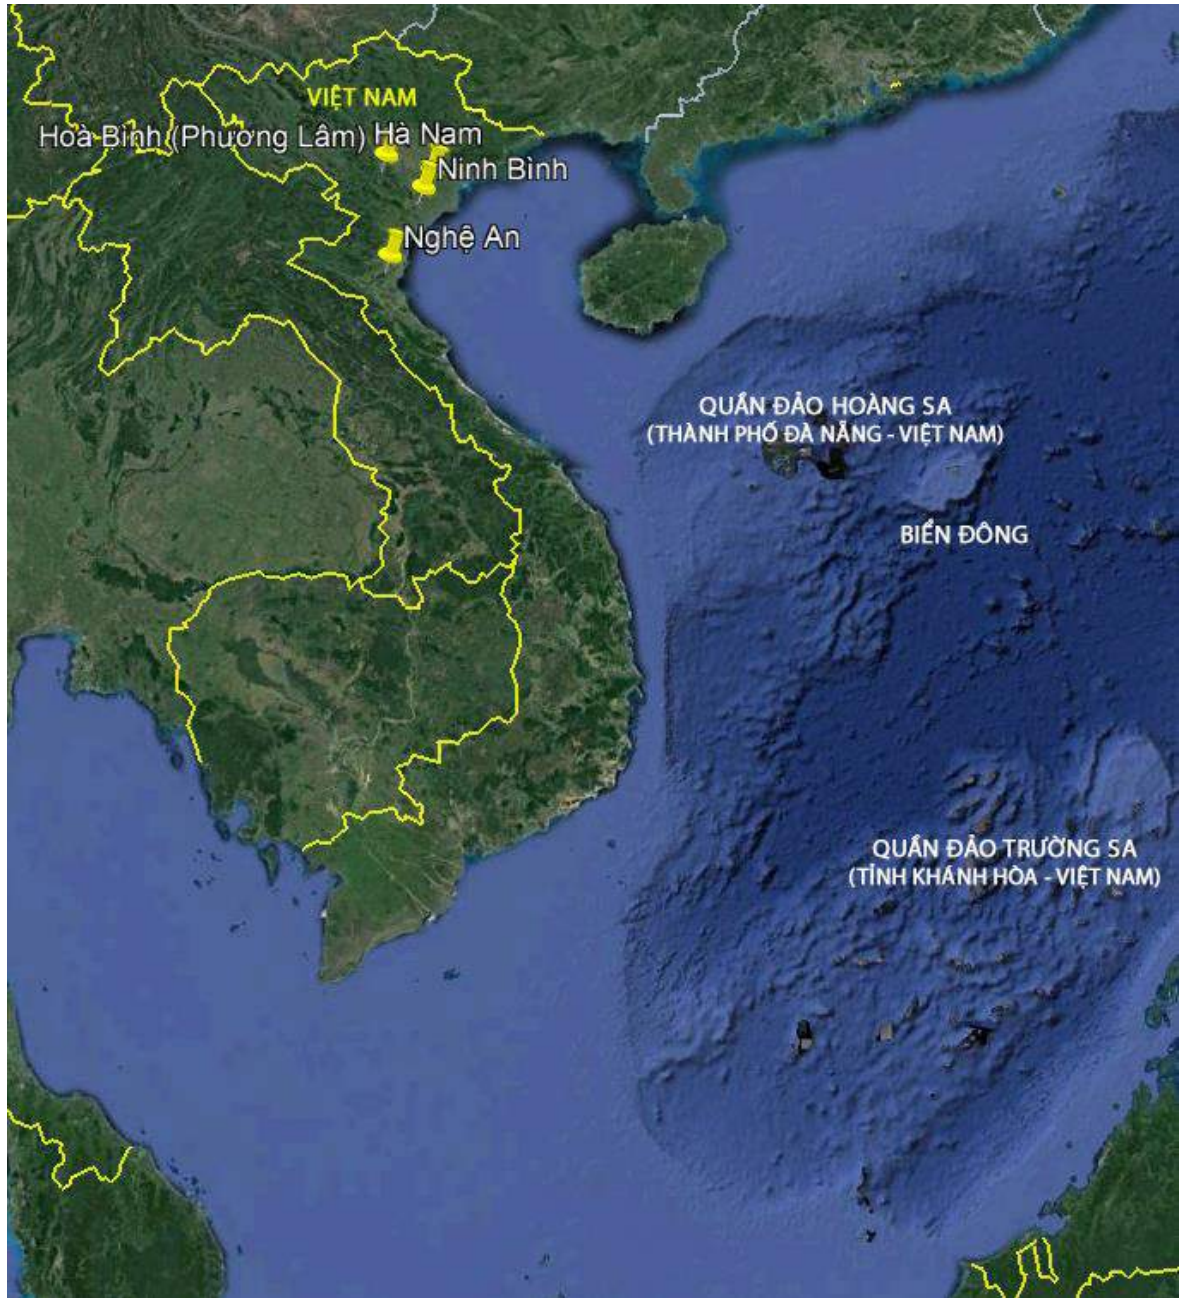 VIỆT NAM
Hoà Bình (Phương Lâm) Hà Nam
Ninh Bình
Nghệ An
QUẦN ĐẢO HOÀNG SA
(THÀNH PHỐ ĐÀ NẴNG - VIỆT NAM)
BIỂN ĐÔNG
QUẦN ĐẢO TRƯỜNG SA
(TỈNH KHÁNH HÒA - VIỆT NAM)